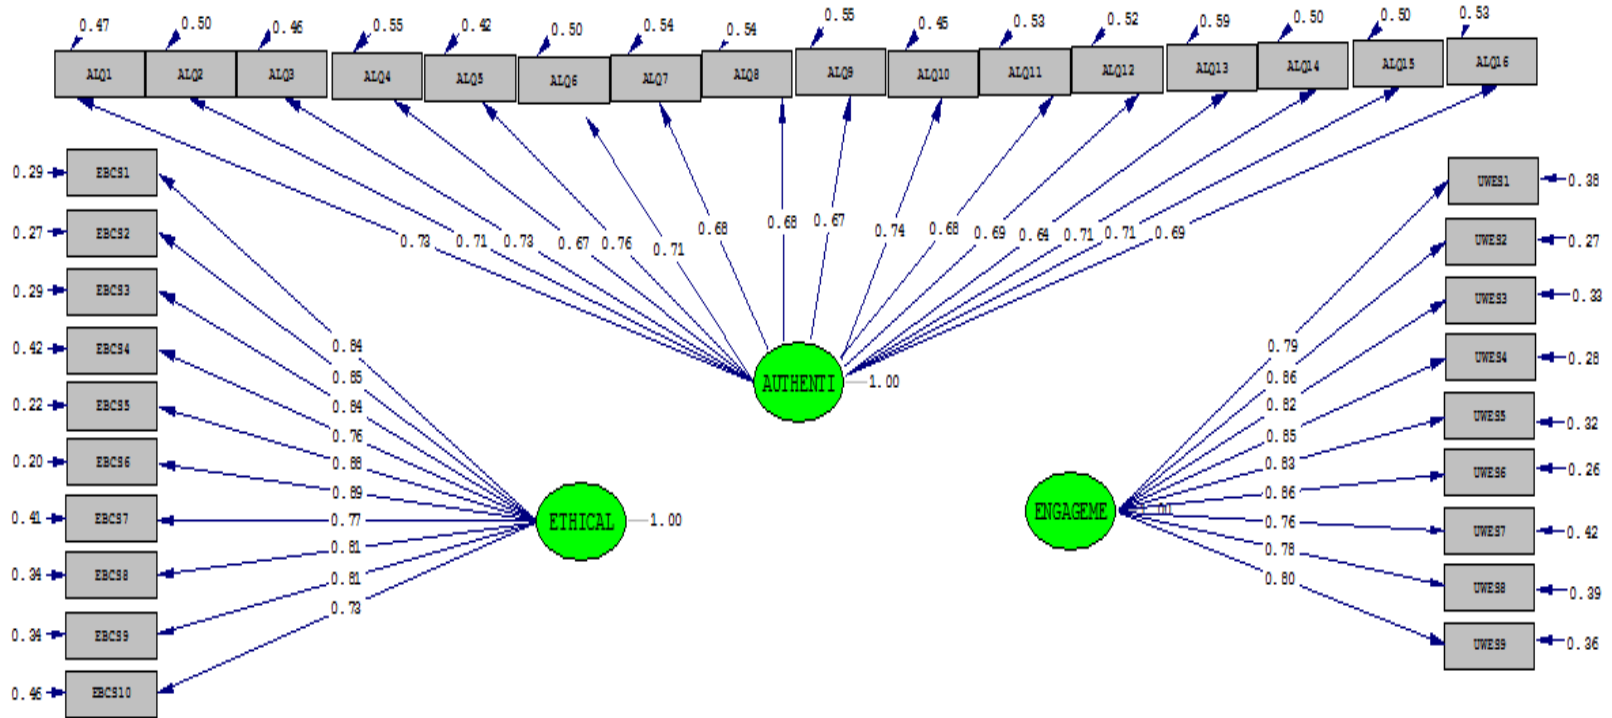 0.47 0.50 0.46 0.55 0.42 0.50 0.54 0.54 0.55 0.45 0.53 0.52 0.59 0.50 0.50 0.53
ALQ1 ALQ2 ALQ3 ALQ4 ALQ5 ALQ6 ALQ7 ALQ8 ALQ9 ALQ10 ALQ11 ALQ12 ALQ13 ALQ14 ALQ15 ALQ16
0.73 0.71 0.73 0.67 0.76 0.71 0.68 0.68 0.67 0.74 0.68 0.69 0.64 0.71 0.71 0.69
AUTHENTI 1.00
0.29 EBCS1
0.27 EBCS2
0.29 EBCS3
0.42 EBCS4
0.22 EBCS5
0.20 EBCS6
0.41 EBCS7
0.34 EBCS8
0.34 EBCS9
0.46 EBCS10
0.84
0.85
0.84
0.76
0.88
0.89
0.77
0.81
0.81
0.73
ETHICAL 1.00
ENGAGEME 1.00
0.79
0.86
0.82
0.85
0.83
0.86
0.76
0.78
0.80
UWES1 0.38
UWES2 0.27
UWES3 0.33
UWES4 0.28
UWES5 0.32
UWES6 0.26
UWES7 0.42
UWES8 0.39
UWES9 0.36